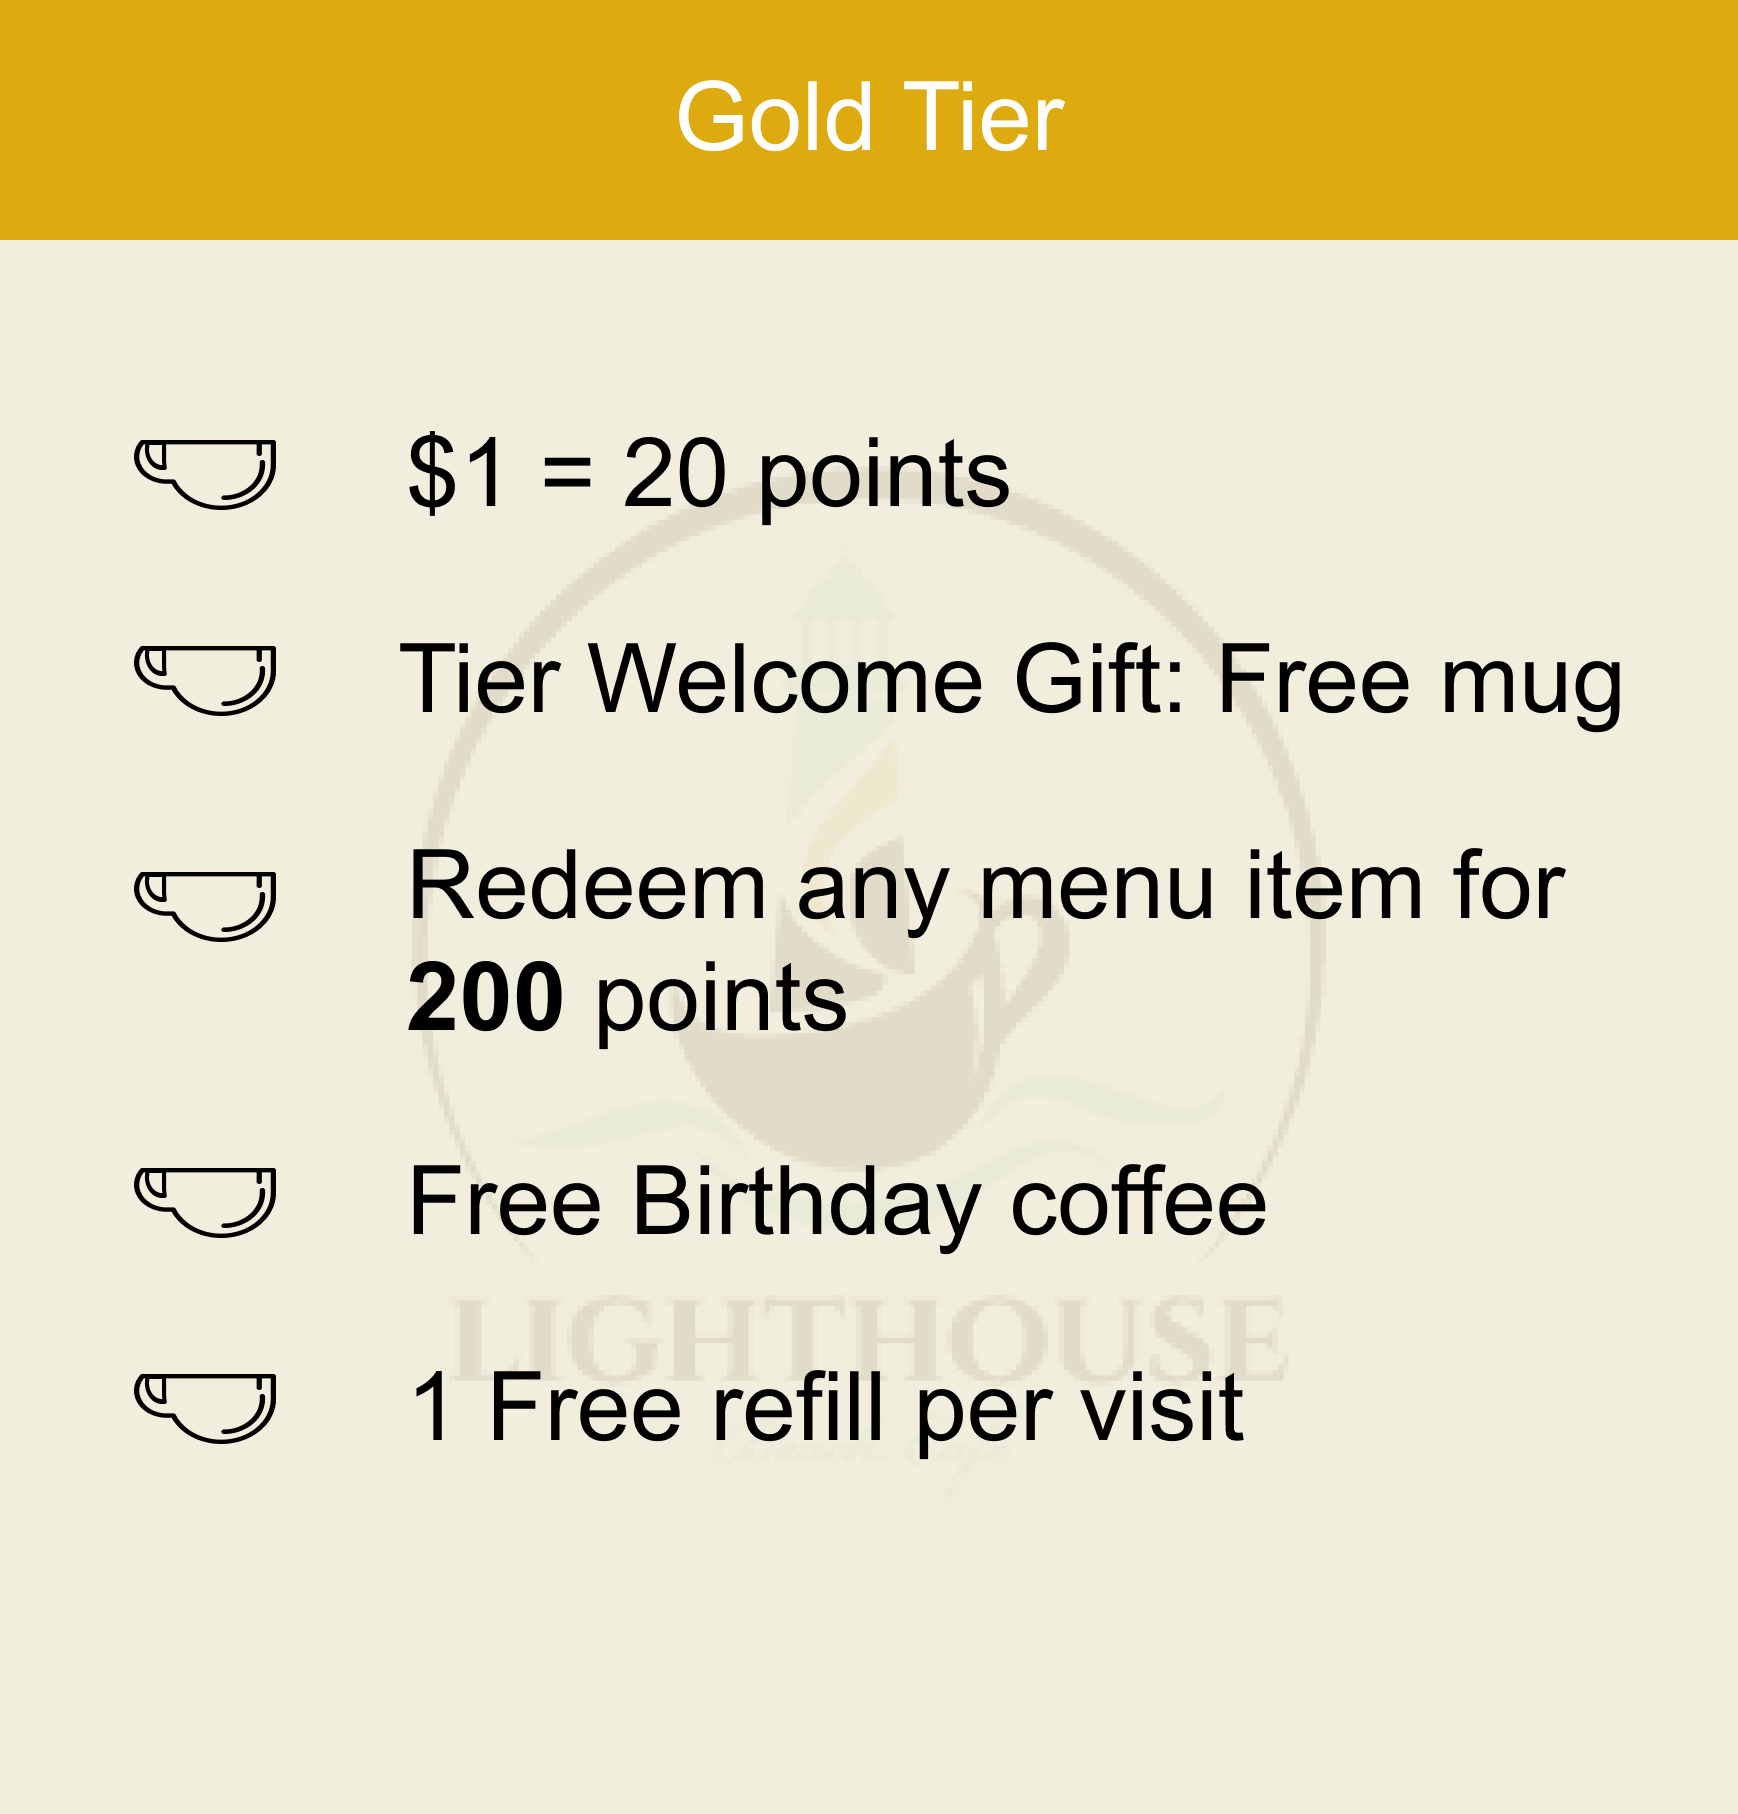 Gold Tier
$1 = 20 points
Tier Welcome Gift: Free mug
Redeem any menu item for
200 points
Free Birthday coffee
LIGHTHOUSE
1 Free refill per visit